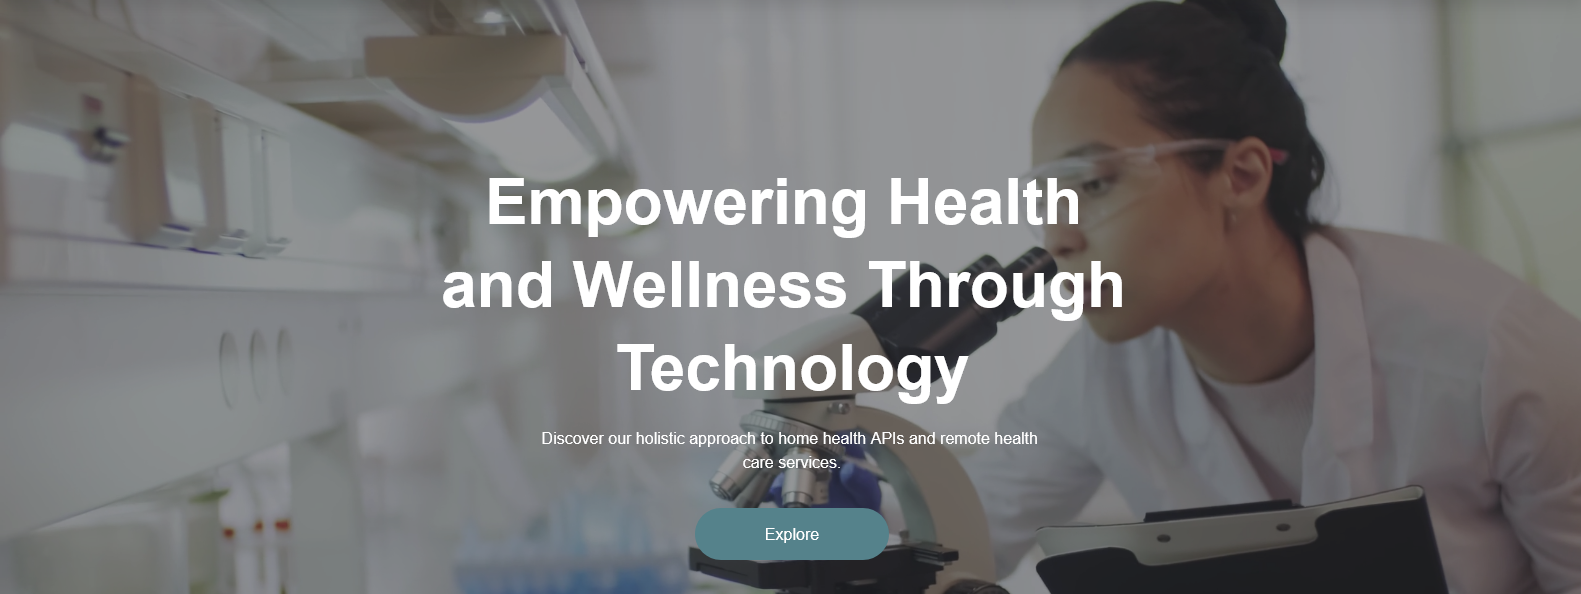 Empowering Health
and Wellness Through
Technology
Discover our holistic approach to home health APIs and remote health
care services.
Explore